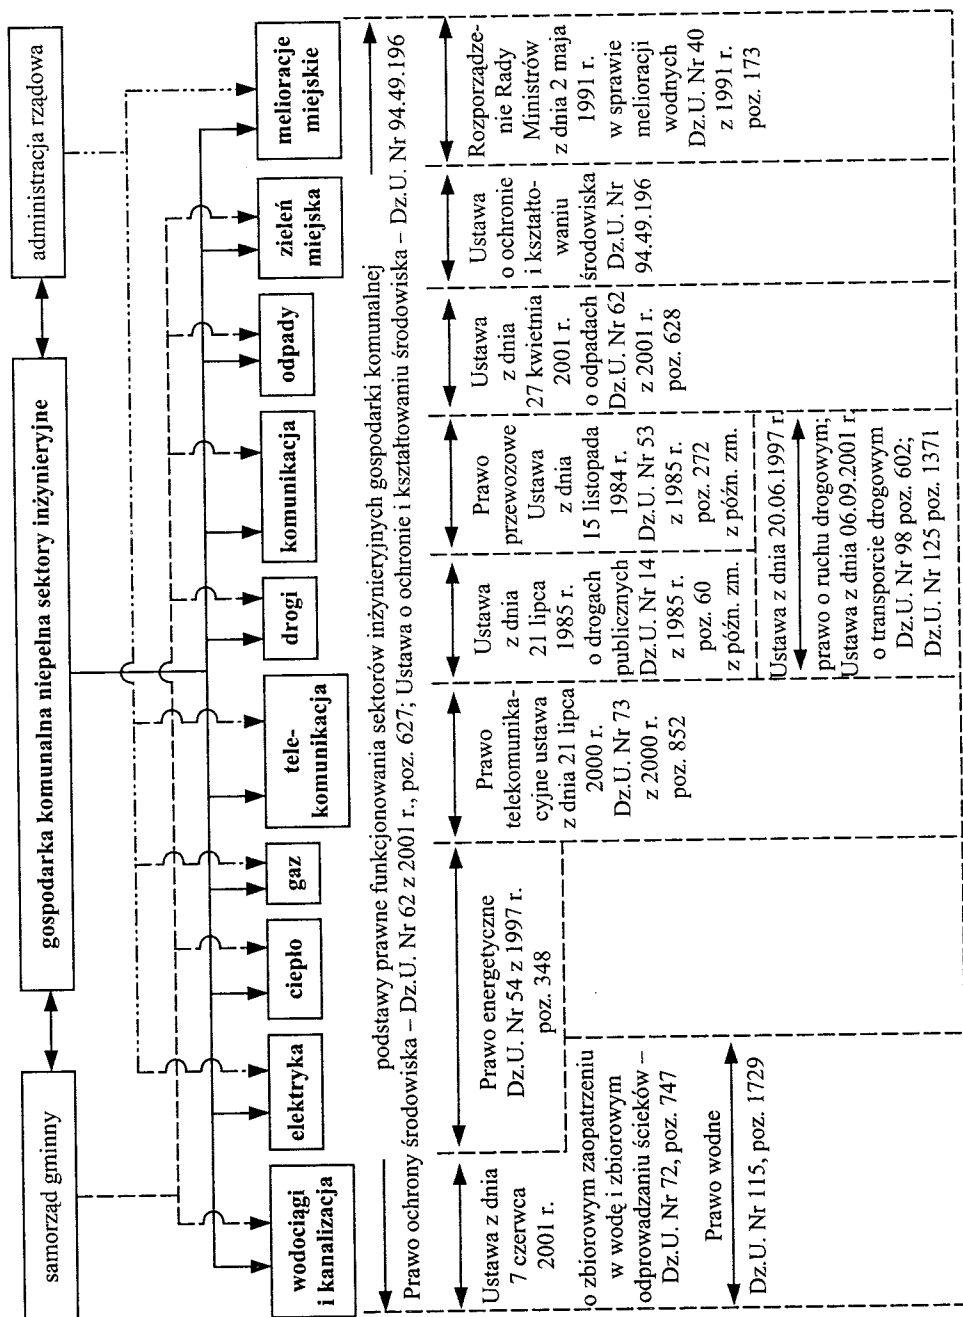 samorząd gminny
gospodarka komunalna niepełna sektory inżynieryjne
administracja rządowa
wodociągi
i kanalizacja
elektryka
ciepło
gaz
tele-
komunikacja
drogi
komunikacja
odpady
zieleń
miejska
melioracje
miejskie
podstawy prawne funkcjonowania sektorów inżynieryjnych gospodarki komunalnej
Prawo ochrony środowiska – Dz.U. Nr 62 z 2001 r., poz. 627; Ustawa o ochronie i kształtowaniu środowiska – Dz.U. Nr 94.49.196
Ustawa z dnia
7 czerwca
2001 r.
o zbiorowym zaopatrzeniu
w wodę i zbiorowym
odprowadzaniu ścieków –
Dz.U. Nr 72, poz. 747
Prawo wodne
Dz.U. Nr 115, poz. 1729
Prawo energetyczne
Dz.U. Nr 54 z 1997 r.
poz. 348
Prawo
telekomunika-
cyjne ustawa
z dnia 21 lipca
2000 r.
Dz.U. Nr 73
z 2000 r.
poz. 852
Ustawa
z dnia
21 lipca
1985 r.
o drogach
publicznych
Dz.U. Nr 14
z 1985 r.
poz. 60
z późn. zm.
Prawo
przewozowe
Ustawa
z dnia
15 listopada
1984 r.
Dz.U. Nr 53
z 1985 r.
poz. 272
z późn. zm.
Ustawa z dnia 20.06.1997 r.
prawo o ruchu drogowym;
Ustawa z dnia 06.09.2001 r.
o transporcie drogowym
Dz.U. Nr 98 poz. 602;
Dz.U. Nr 125 poz. 1371
Ustawa
z dnia
27 kwietnia
2001 r.
o odpadach
Dz.U. Nr 62
z 2001 r.
poz. 628
Ustawa
o ochronie
i kształto-
waniu
środowiska
Dz.U. Nr
94.49.196
Rozporządze-
nie Rady
Ministrów
z dnia 2 maja
1991 r.
w sprawie
melioracji
wodnych
Dz.U. Nr 40
z 1991 r.
poz. 173